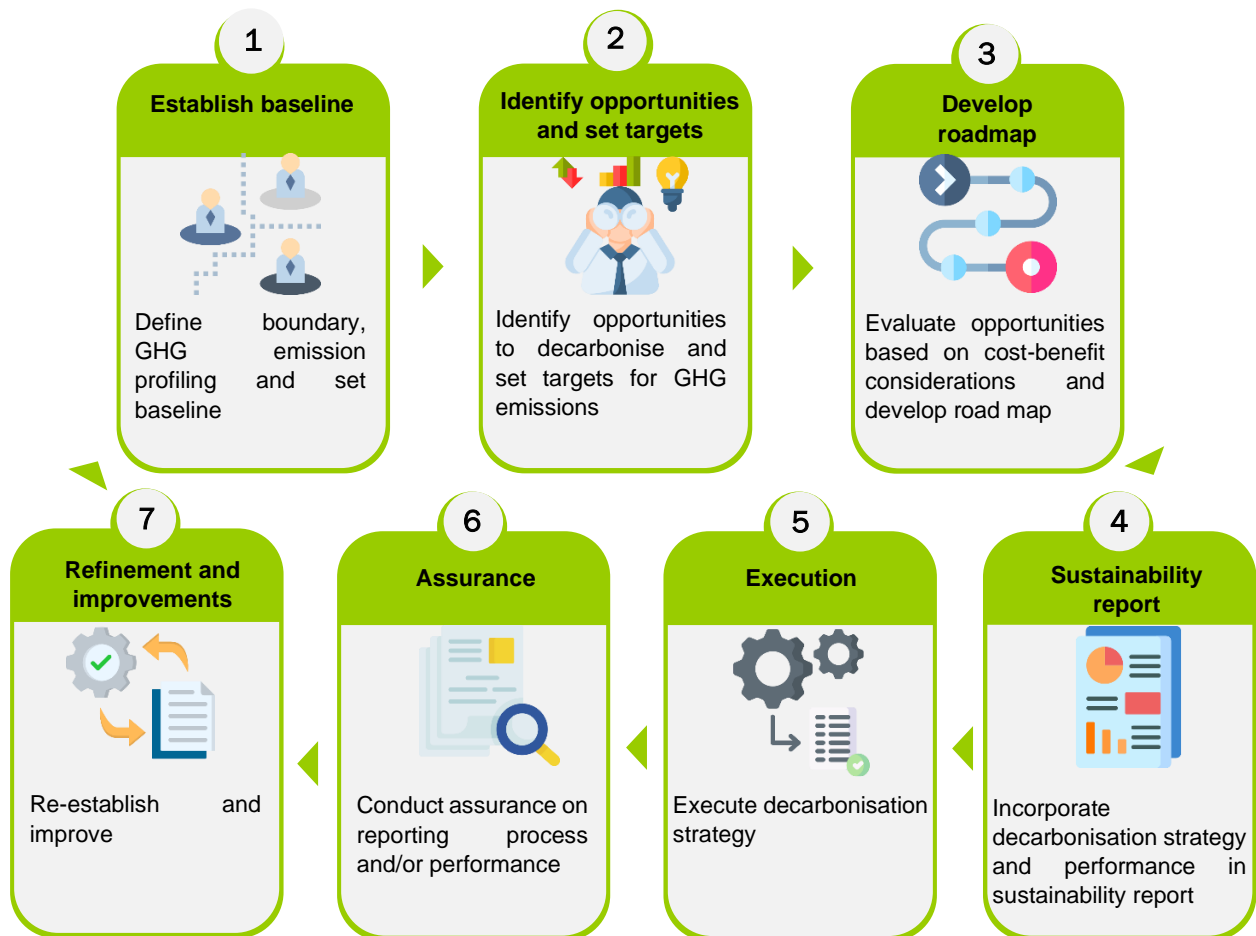 1
Establish baseline
Define boundary,
GHG emission
profiling and set
baseline
2
Identify opportunities
and set targets
Identify opportunities
to decarbonise and
set targets for GHG
emissions
3
Develop
roadmap
Evaluate opportunities
based on cost-benefit
considerations and
develop road map
4
Sustainability
report
Incorporate
decarbonisation strategy
and performance in
sustainability report
5
Execution
Execute decarbonisation
strategy
6
Assurance
Conduct assurance on
reporting process
and/or performance
7
Refinement and
improvements
Re-establish and
improve